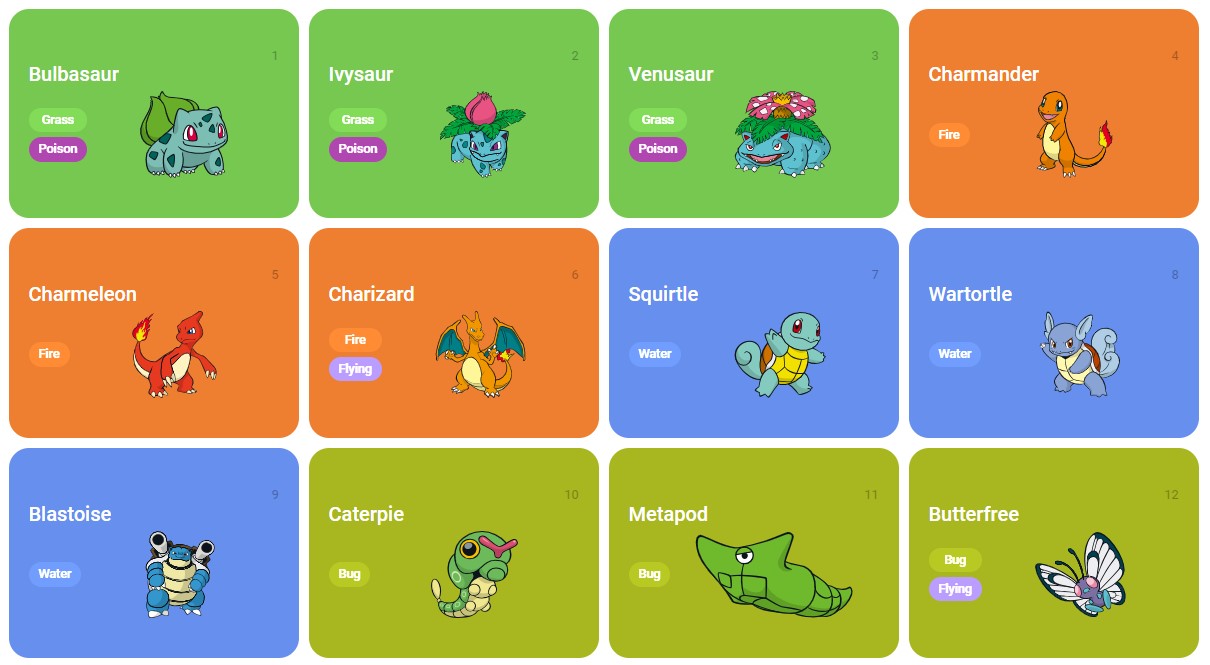 1
Bulbasaur
Grass
Poison
2
Ivysaur
Grass
Poison
3
Venusaur
Grass
Poison
4
Charmander
Fire
5
Charmeleon
Fire
6
Charizard
Fire
Flying
7
Squirtle
Water
8
Wartortle
Water
9
Blastoise
Water
10
Caterpie
Bug
11
Metapod
Bug
12
Butterfree
Bug
Flying